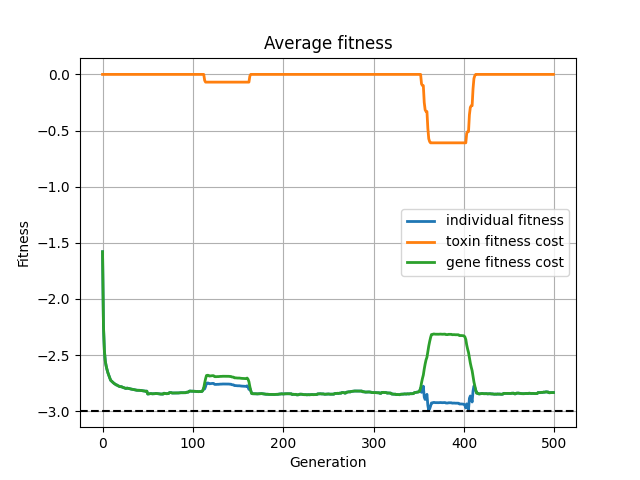 Average fitness
Fitness
0.0
−0.5
−1.0
−1.5
−2.0
−2.5
−3.0
individual fitness
toxin fitness cost
gene fitness cost
0 100 200 300 400 500
Generation